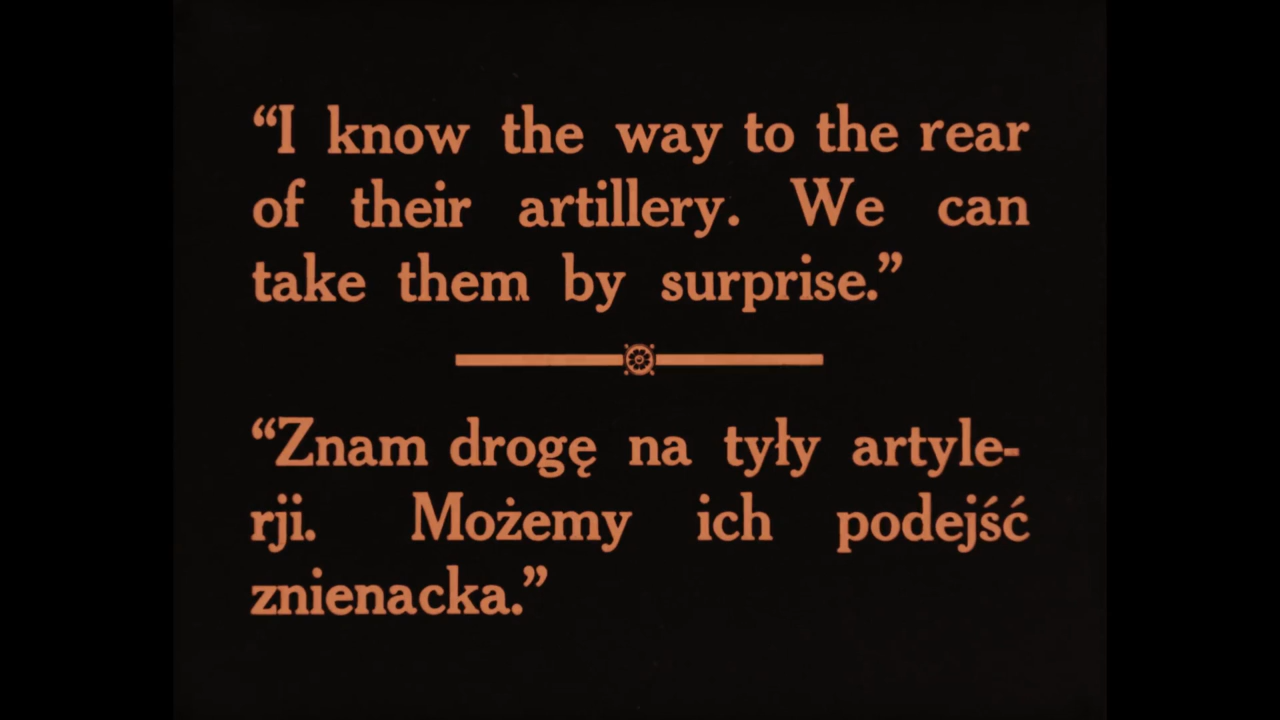 “I know the way to the rear
of their artillery. We can
take them by surprise.”
“Znam drogę na tyły artyle-
rji. Możemy ich podejść
znienacka.”